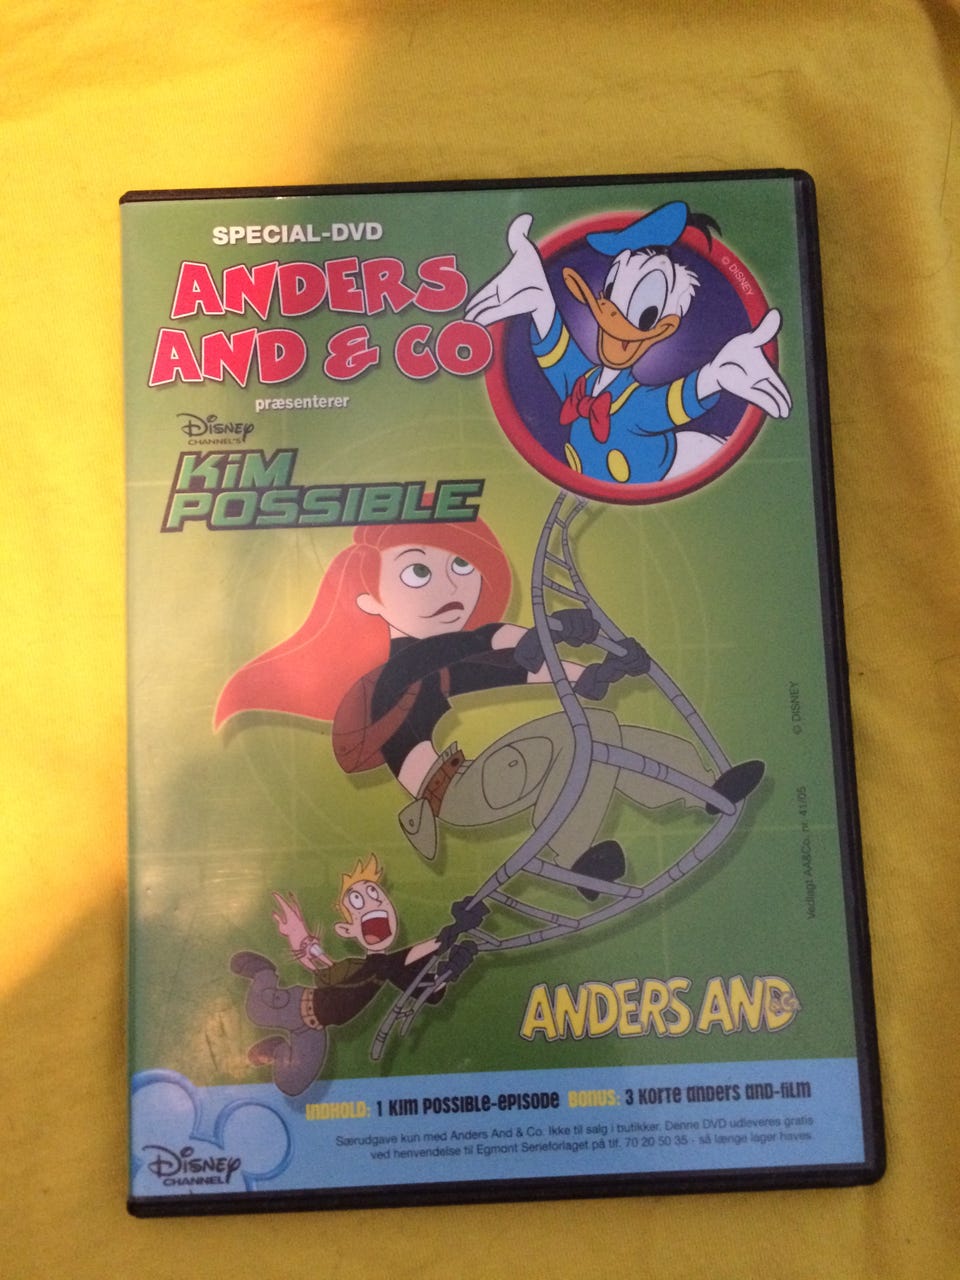 SPECIAL-DVD
ANDERS
AND & CO
præsenterer
Disney
CHANNEL'S
KiM
POSSIBLE
© DISNEY
© DISNEY
Vedlagt AA&Co. nr. 41/05
ANDERS AND
&Co.
INDHOLD: 1 KIM POSSIBLE-EPISODE BONUS: 3 KORTE ANDERS AND-FILM
Særudgave kun med Anders And & Co. Ikke til salg i butikker. Denne DVD udleveres gratis
ved henvendelse til Egmont Serieforlaget på tlf. 70 20 50 35 - så længe lager haves.
Disney
CHANNEL